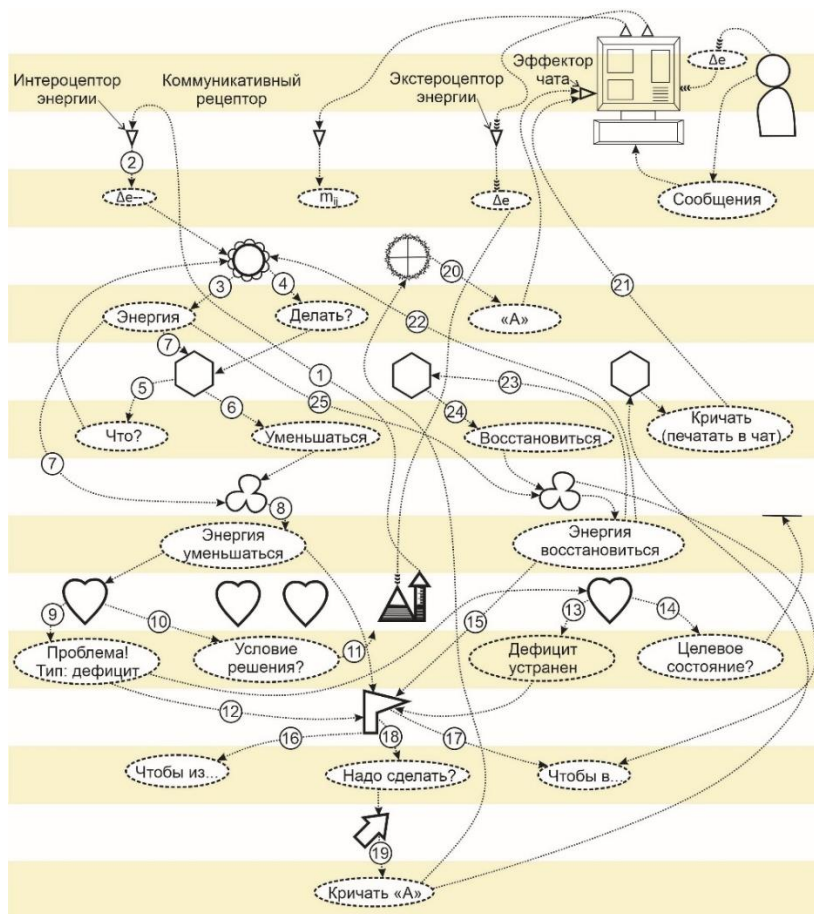 Интероцептор
энергии
Коммуникативный
рецептор
Экстероцептор
энергии
Эффектор
чата
Δe
2
Δe--
m_ij
Δe
Сообщения
3
4
20
21
22
Энергия
Делать?
«А»
7
1
23
5
6
25
24
Что?
Уменьшаться
Восстановиться
Кричать
(печатать в чат)
7
8
Энергия
уменьшаться
Энергия
восстановиться
9
10
11
15
13
14
Проблема!
Тип: дефицит
Условие
решения?
Дефицит
устранен
Целевое
состояние?
12
16
18
17
Чтобы из...
Надо сделать?
Чтобы в...
19
Кричать «А»